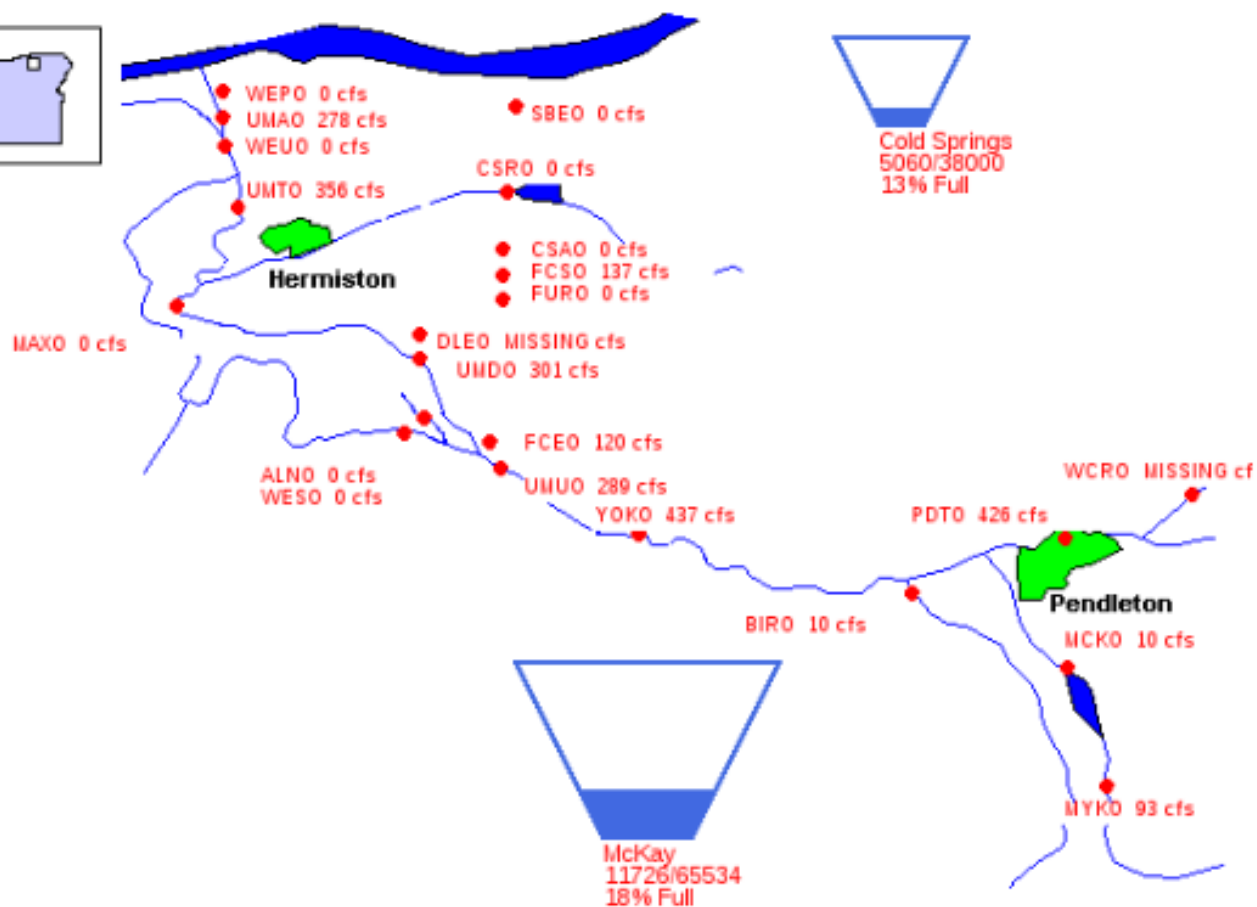 WEPO 0 cfs
UMAO 278 cfs
WEUO 0 cfs
SBEO 0 cfs
Cold Springs
5060/38000
13% Full
CSRO 0 cfs
UMTO 356 cfs
CSAO 0 cfs
FCSO 137 cfs
FURO 0 cfs
Hermiston
MAXO 0 cfs
DLEO MISSING cfs
UMDO 301 cfs
FCEO 120 cfs
ALNO 0 cfs
WESO 0 cfs
UMUO 289 cfs
WCRO MISSING cf
YOKO 437 cfs
PDTO 426 cfs
Pendleton
BIRO 10 cfs
MCKO 10 cfs
MYKO 93 cfs
McKay
11726/65534
18% Full